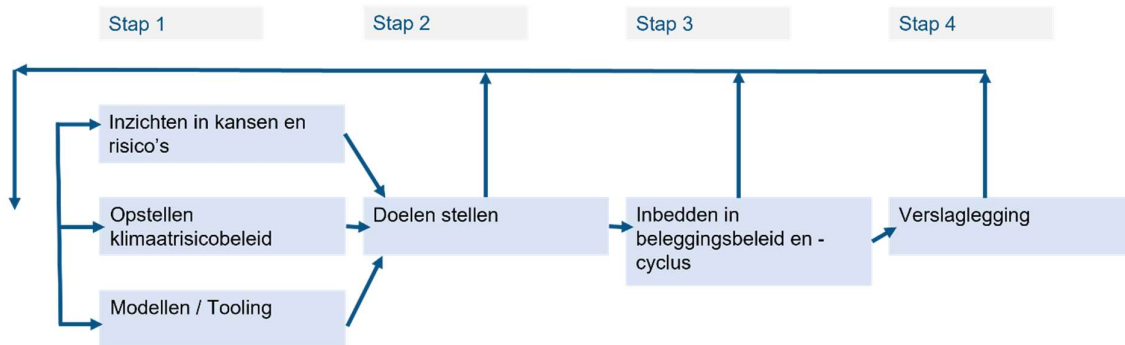 Stap 1
Stap 2
Stap 3
Stap 4
Inzichten in kansen en
risico’s
Opstellen
klimaatrisicobeleid
Modellen / Tooling
Doelen stellen
Inbedden in
beleggingsbeleid en -
cyclus
Verslaglegging